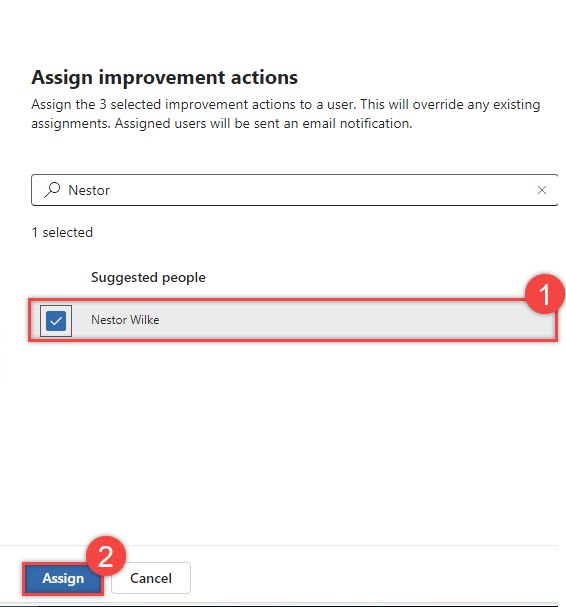 Assign improvement actions
Assign the 3 selected improvement actions to a user. This will override any existing
assignments. Assigned users will be sent an email notification.
Nestor
1 selected
Suggested people
1
Nestor Wilke
2
Assign Cancel